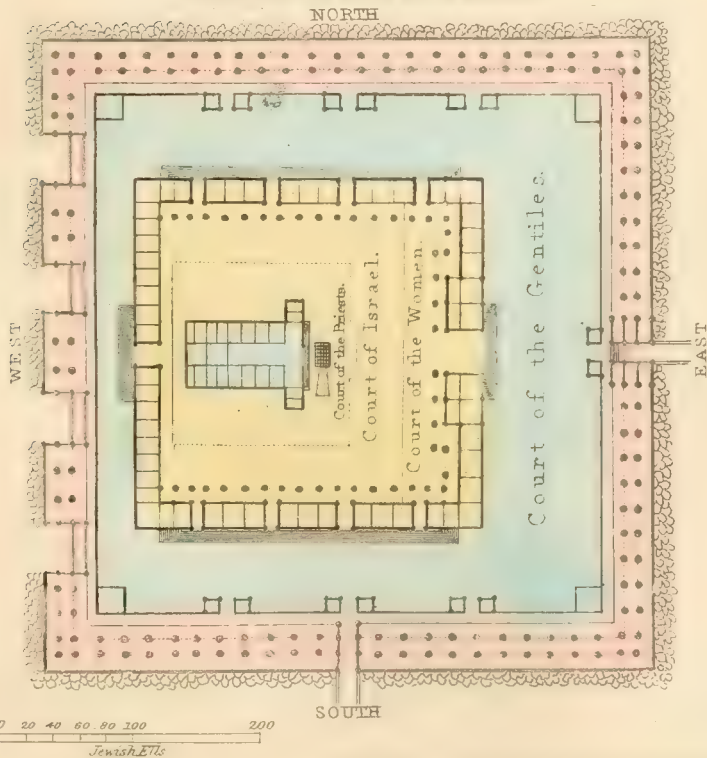 NORTH
WEST
Court of the Priests.
Court of Israel.
Court of the Women.
Court of the Gentiles.
EAST
SOUTH
0 20 40 60 80 100 200
Jewish Ells